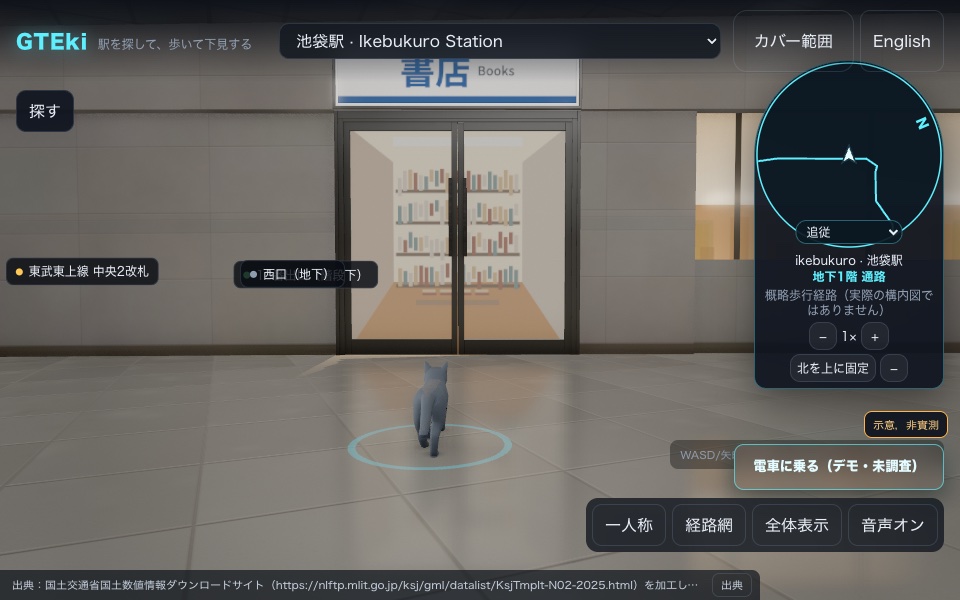 GTEki 駅を探して、歩いて下見する
池袋駅 · Ikebukuro Station
カバー範囲
English
書店 Books
探す
N
追従
東武東上線 中央2改札
西口（地下）
ikebukuro · 池袋駅
地下1階 通路
概略歩行経路（実際の構内図で
はありません）
− 1× +
北を上に固定 −
示意，非實測
WASD/矢
電車に乗る（デモ・未調査）
一人称
経路網
全体表示
音声オン
出典：国土交通省国土数値情報ダウンロードサイト（https://nlftp.mlit.go.jp/ksj/gml/datalist/KsjTmplt-N02-2025.html）を加工し…
出典